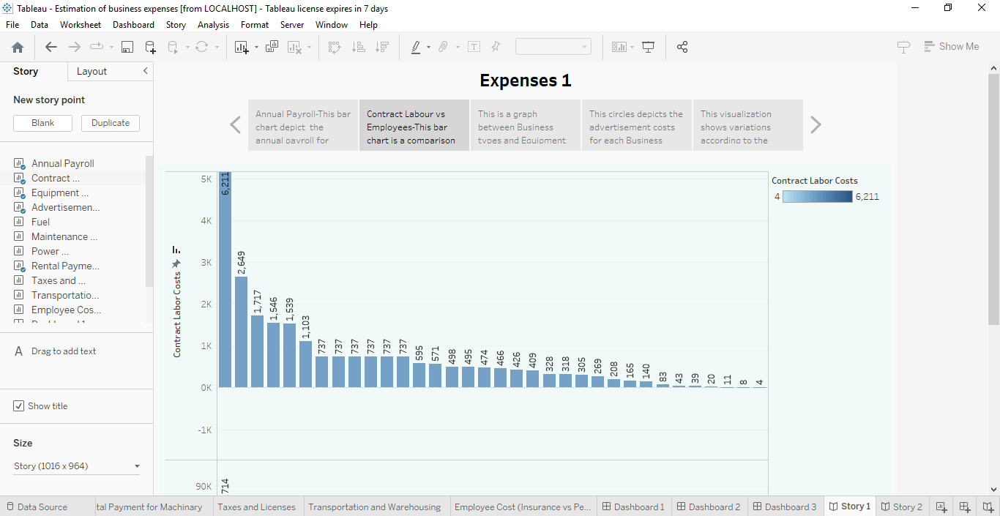 Tableau - Estimation of business expenses [from LOCALHOST] - Tableau license expires in 7 days
File Data Worksheet Dashboard Story Analysis Format Server Window Help
Show Me
Story Layout
New story point
Blank Duplicate
Annual Payroll
Contract ...
Equipment ...
Advertisemen...
Fuel
Maintenance ...
Power ...
Rental Payme...
Taxes and ...
Transportatio...
Employee Cos...
A Drag to add text
Show title
Size
Story (1016 x 964)
Expenses 1
Annual Payroll-This bar
chart depict the
annual payroll for
Contract Labour vs
Employees-This bar
chart is a comparison
This is a graph
between Business
types and Equipment
This circles depicts the
advertisement costs
for each Business
This visualization
shows variations
according to the
Contract Labor Costs
5K
4K
3K
2K
1K
0K
-1K
90K
6,211
2,649
1,717
1,546
1,539
1,103
737
737
737
737
737
737
595
571
498
495
474
466
426
409
328
318
305
269
208
165
140
83
43
39
20
11
8
4
714
Contract Labor Costs
4 6,211
Data Source tal Payment for Machinary Taxes and Licenses Transportation and Warehousing Employee Cost (Insurance vs Pe... Dashboard 1 Dashboard 2 Dashboard 3 Story 1 Story 2